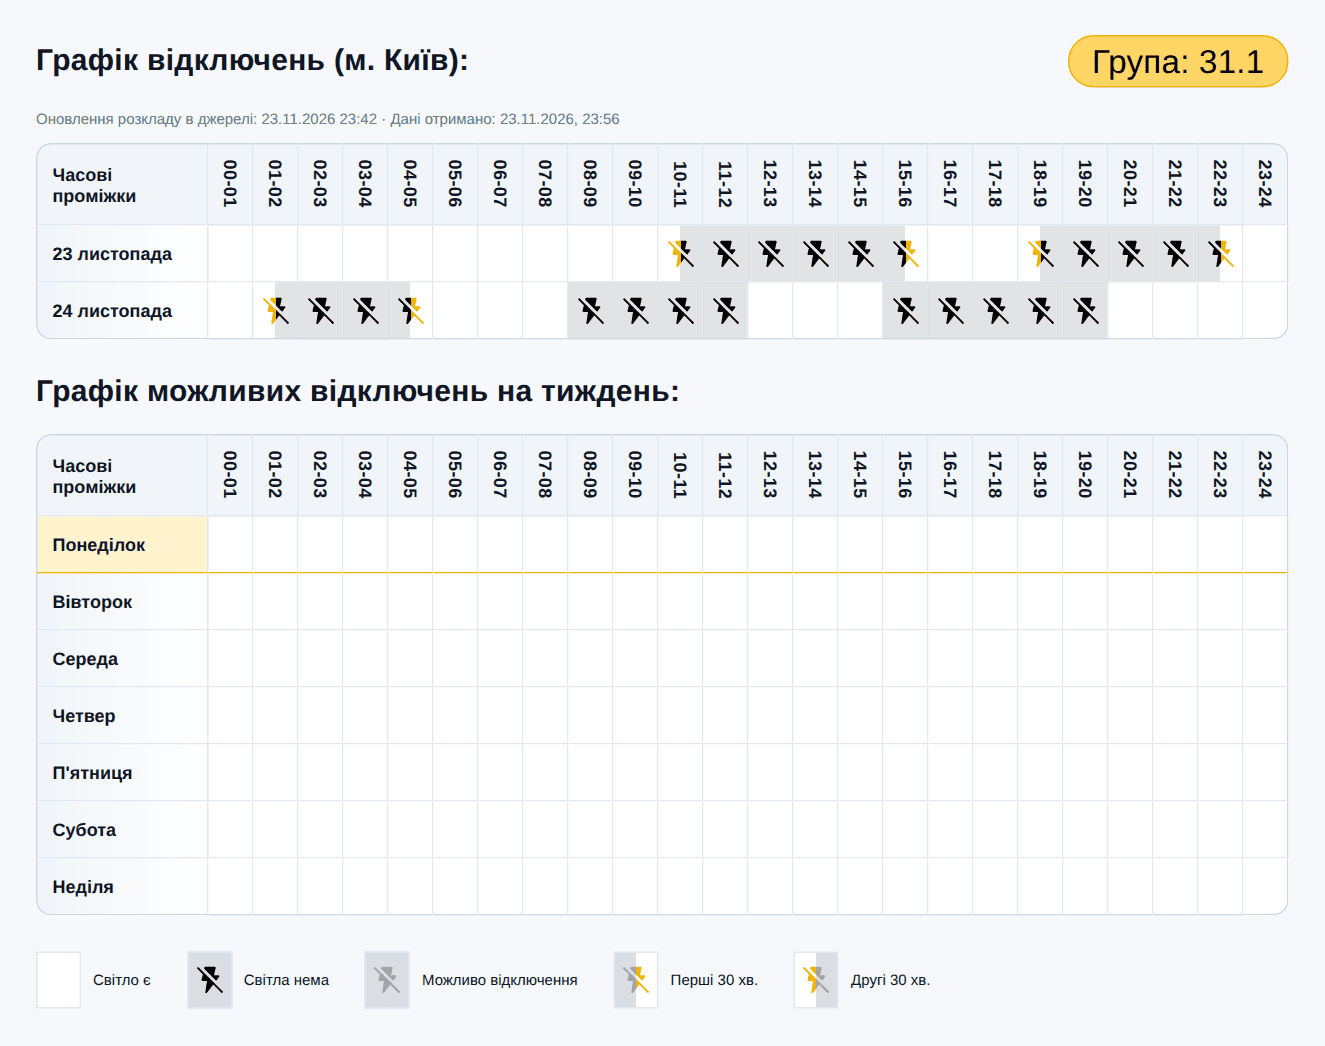 Графік відключень (м. Київ):
Група: 31.1
Оновлення розкладу в джерелі: 23.11.2026 23:42 · Дані отримано: 23.11.2026, 23:56
Часові проміжки 00-01 01-02 02-03 03-04 04-05 05-06 06-07 07-08 08-09 09-10 10-11 11-12 12-13 13-14 14-15 15-16 16-17 17-18 18-19 19-20 20-21 21-22 22-23 23-24
23 листопада
24 листопада
Графік можливих відключень на тиждень:
Часові проміжки 00-01 01-02 02-03 03-04 04-05 05-06 06-07 07-08 08-09 09-10 10-11 11-12 12-13 13-14 14-15 15-16 16-17 17-18 18-19 19-20 20-21 21-22 22-23 23-24
Понеділок
Вівторок
Середа
Четвер
П'ятниця
Субота
Неділя
Світло є
Світла нема
Можливо відключення
Перші 30 хв.
Другі 30 хв.